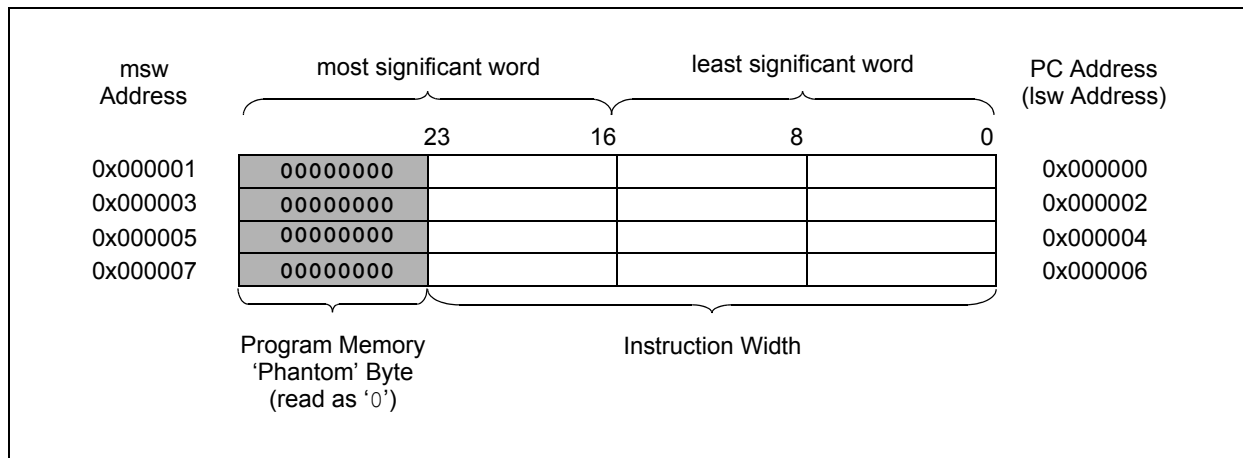 msw
Address
most significant word
least significant word
PC Address
(lsw Address)
23
16
8
0
0x000001
00000000
0x000000
0x000003
00000000
0x000002
0x000005
00000000
0x000004
0x000007
00000000
0x000006
Program Memory
‘Phantom’ Byte
(read as ‘0’)
Instruction Width